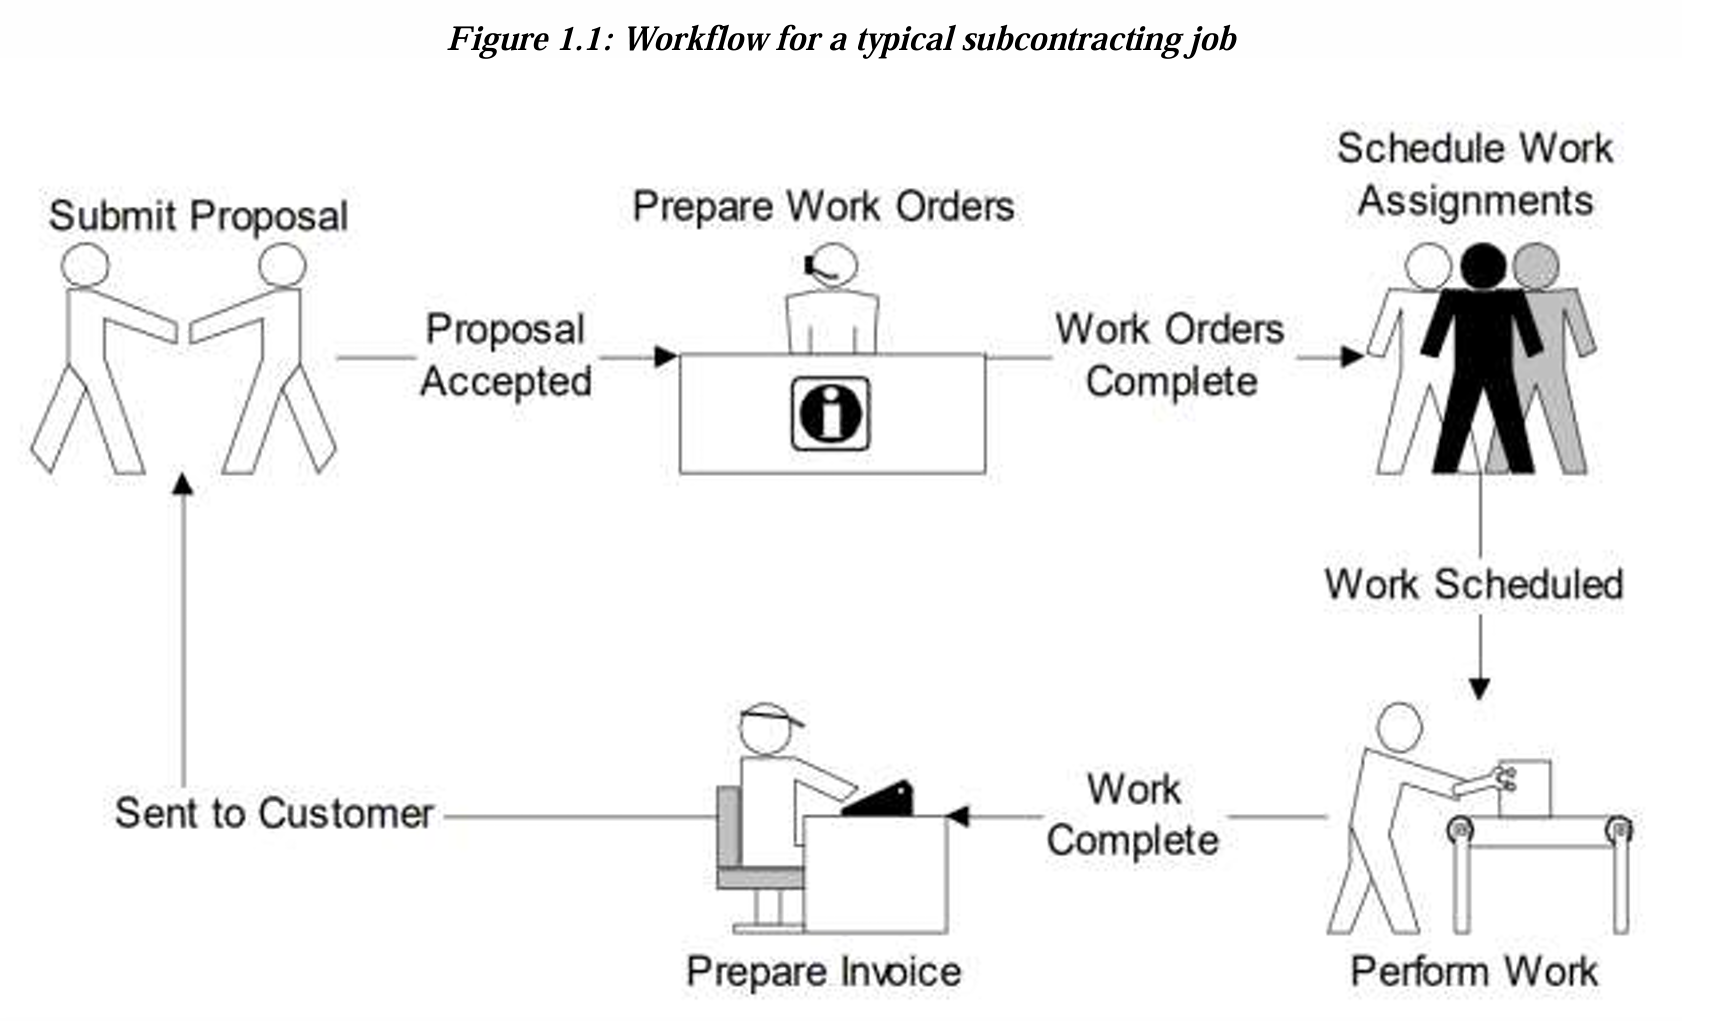 Figure 1.1: Workflow for a typical subcontracting job
Submit Proposal
Proposal
Accepted
Prepare Work Orders
i
Work Orders
Complete
Schedule Work
Assignments
Work Scheduled
Perform Work
Work
Complete
Prepare Invoice
Sent to Customer